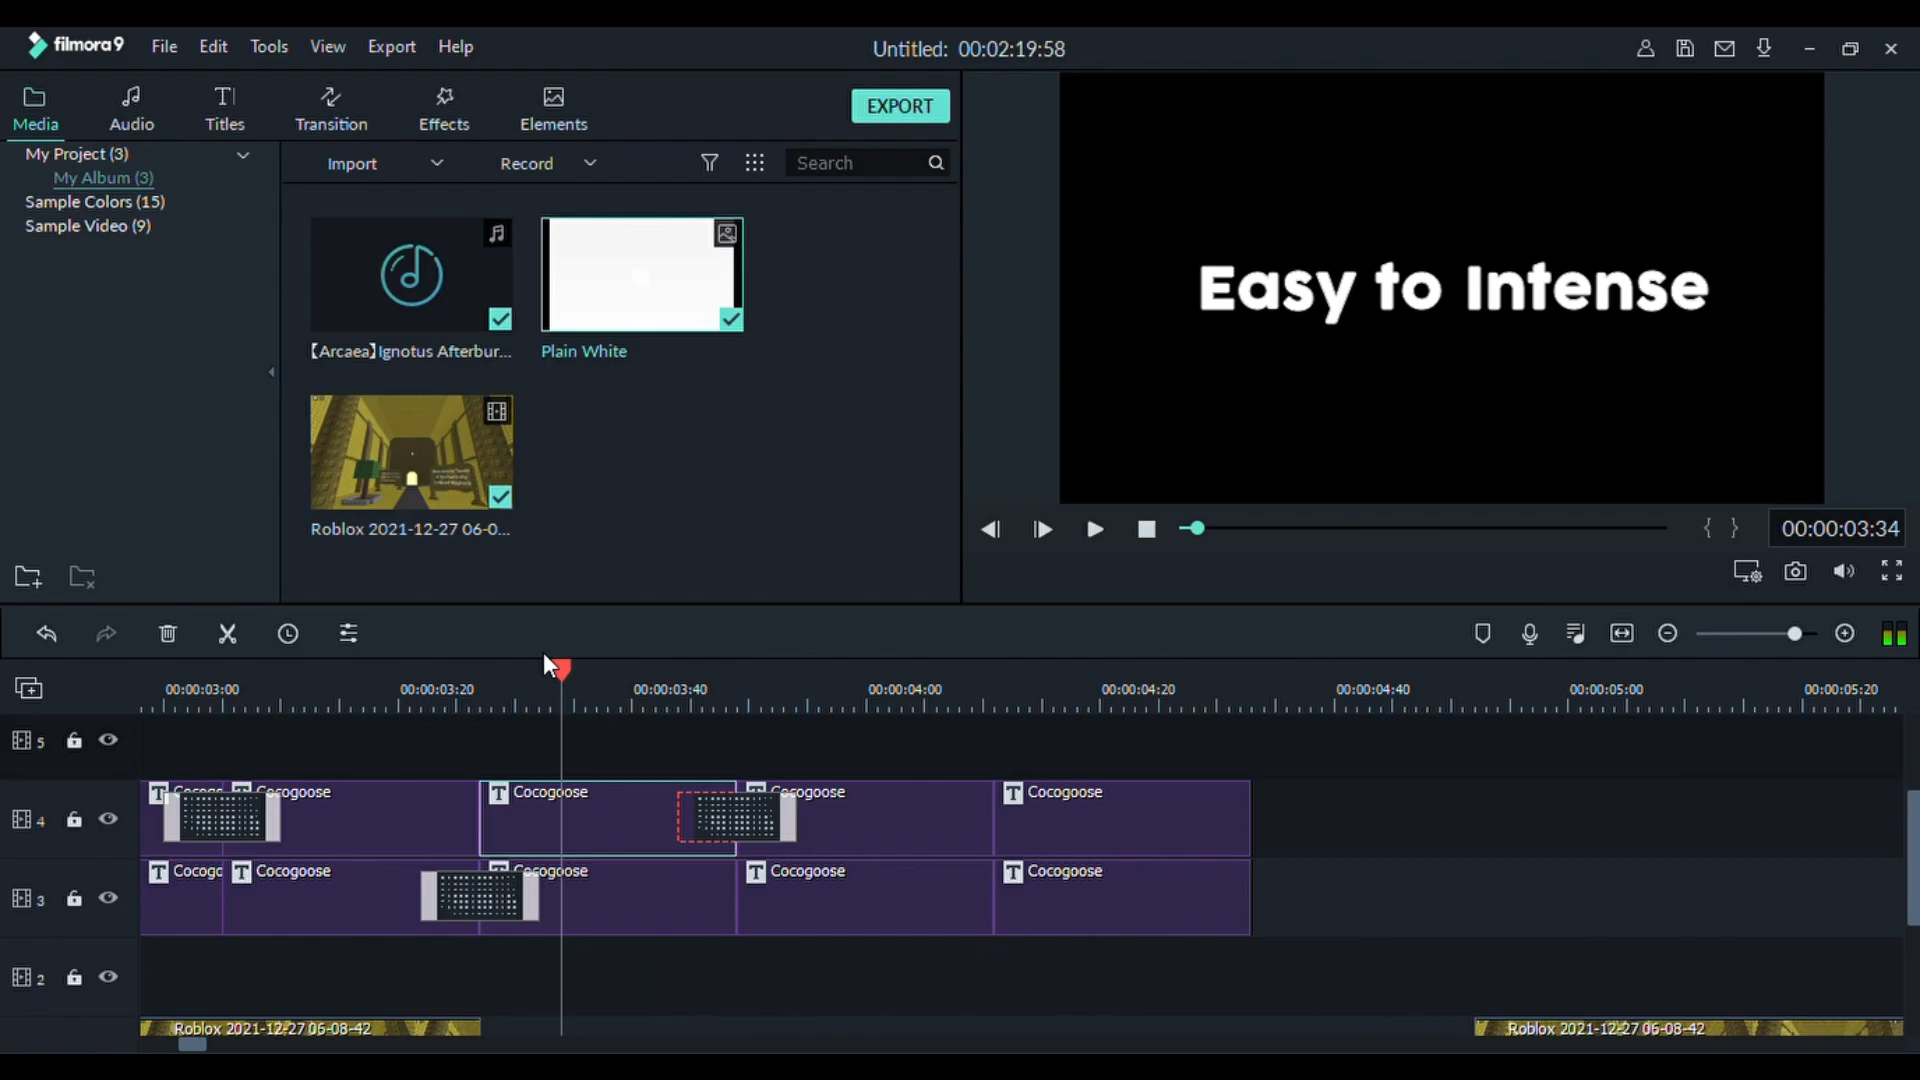 filmora9 File Edit Tools View Export Help Untitled: 00:02:19:58
Media Audio Titles Transition Effects Elements EXPORT
My Project (3)
My Album (3)
Sample Colors (15)
Sample Video (9)
Import Record Search
【Arcaea】Ignotus Afterbur... Plain White
Roblox 2021-12-27 06-0...
Easy to Intense
{ } 00:00:03:34
00:00:03:00 00:00:03:20 00:00:03:40 00:00:04:00 00:00:04:20 00:00:04:40 00:00:05:00 00:00:05:20
5
4 T Cocogoose T Cocogoose T Cocogoose T Cocogoose
3 T Cocogo T Cocogoose T Cocogoose T Cocogoose T Cocogoose
2
Roblox 2021-12-27 06-08-42 Roblox 2021-12-27 06-08-42